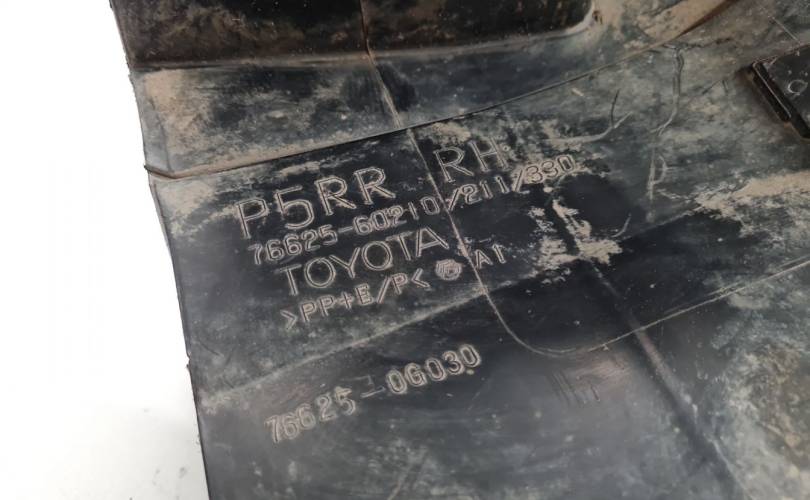 P5RR RH
76625-60210/211/330
TOYOTA
>PP+E/P< A1
76625-0G030